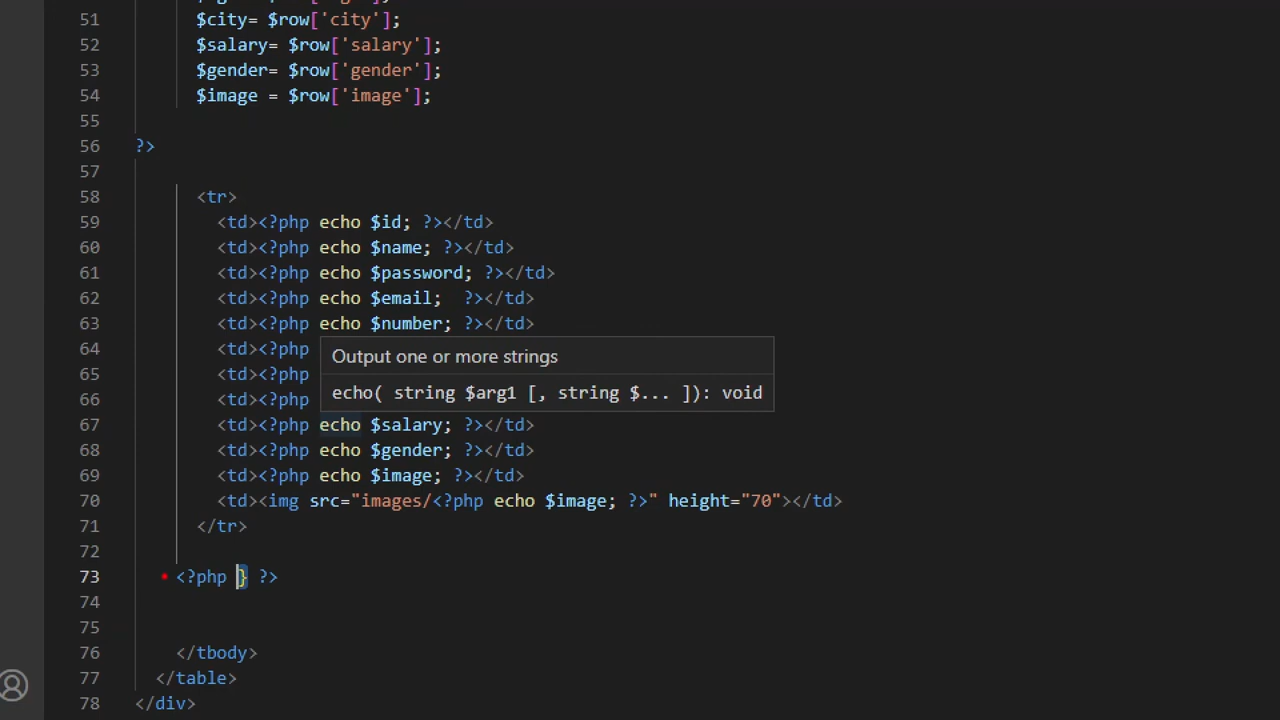 51 $city= $row['city'];
52 $salary= $row['salary'];
53 $gender= $row['gender'];
54 $image = $row['image'];
55
56 ?>
57
58 <tr>
59 <td><?php echo $id; ?></td>
60 <td><?php echo $name; ?></td>
61 <td><?php echo $password; ?></td>
62 <td><?php echo $email;  ?></td>
63 <td><?php echo $number; ?></td>
64 <td><?php
Output one or more strings
65 <td><?php
echo( string $arg1 [, string $... ]): void
66 <td><?php
67 <td><?php echo $salary; ?></td>
68 <td><?php echo $gender; ?></td>
69 <td><?php echo $image; ?></td>
70 <td><img src="images/<?php echo $image; ?>" height="70"></td>
71 </tr>
72
73 <?php } ?>
74
75
76 </tbody>
77 </table>
78 </div>